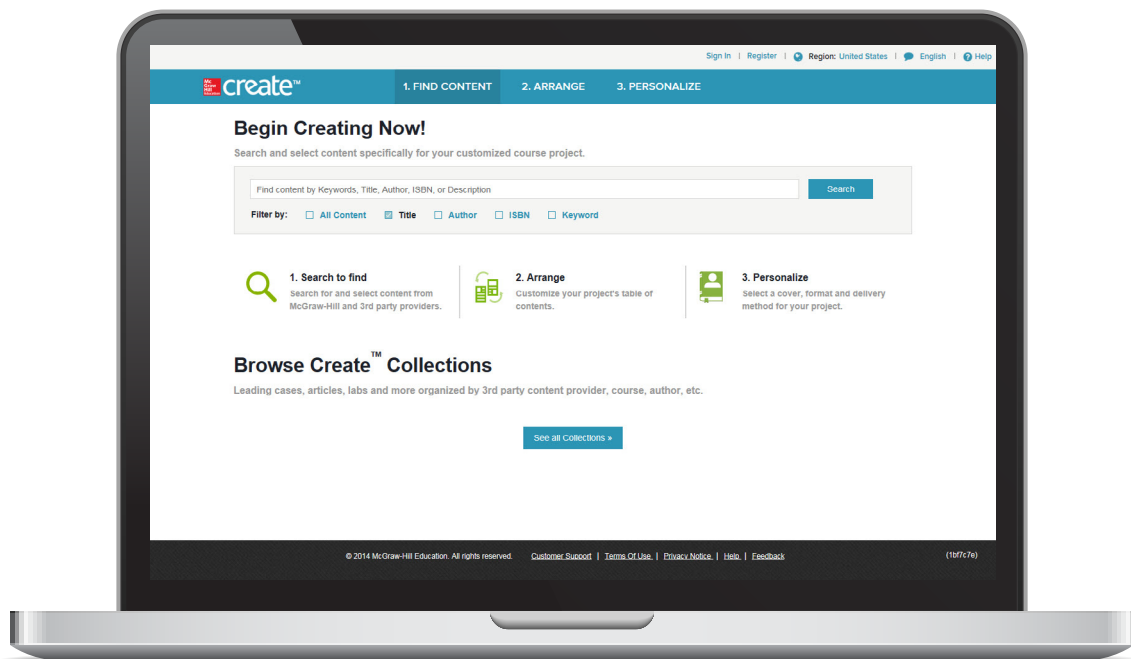 Sign In | Register | Region: United States | English | Help
Mc Graw Hill Education create™ 1. FIND CONTENT 2. ARRANGE 3. PERSONALIZE
Begin Creating Now!
Search and select content specifically for your customized course project.
Find content by Keywords, Title, Author, ISBN, or Description Search
Filter by: All Content Title Author ISBN Keyword
1. Search to find
Search for and select content from
McGraw-Hill and 3rd party providers.
2. Arrange
Customize your project's table of
contents.
3. Personalize
Select a cover, format and delivery
method for your project.
Browse Create™ Collections
Leading cases, articles, labs and more organized by 3rd party content provider, course, author, etc.
See all Collections »
© 2014 McGraw-Hill Education. All rights reserved. Customer Support | Terms Of Use | Privacy Notice | Help | Feedback (1bf7c7e)